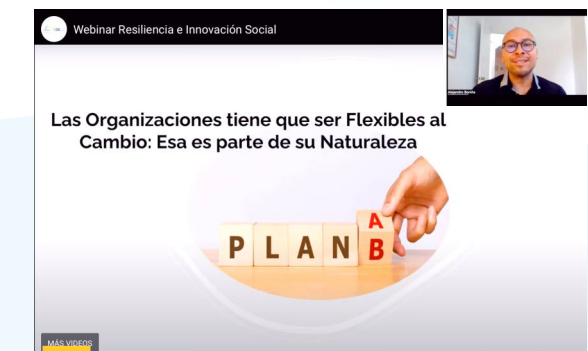 Webinar Resiliencia e Innovación Social
Las Organizaciones tiene que ser Flexibles al
Cambio: Esa es parte de su Naturaleza
A
PLAN B
MÁS VIDEOS